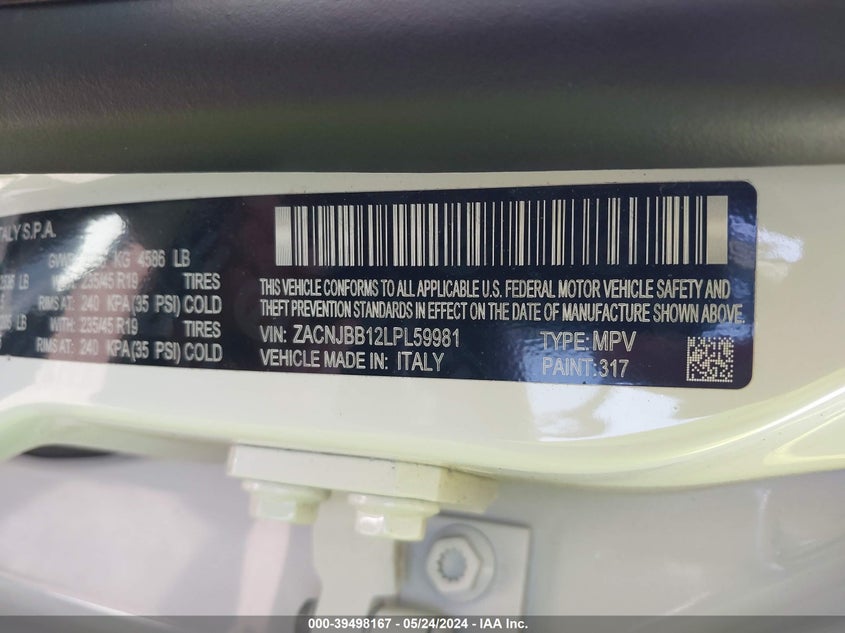 ITALY S.P.A.
KG 4586 LB
235/45 R19 TIRES
RIMS AT: 240 KPA(35 PSI) COLD
WITH: 235/45 R19 TIRES
RIMS AT: 240 KPA(35 PSI) COLD
THIS VEHICLE CONFORMS TO ALL APPLICABLE U.S. FEDERAL MOTOR VEHICLE SAFETY AND
THEFT PREVENTION STANDARDS IN EFFECT ON THE DATE OF MANUFACTURE SHOWN ABOVE.
VIN: ZACNJBB12LPL59981 TYPE: MPV
VEHICLE MADE IN: ITALY PAINT:317
000-39498167 - 05/24/2024 - IAA Inc.